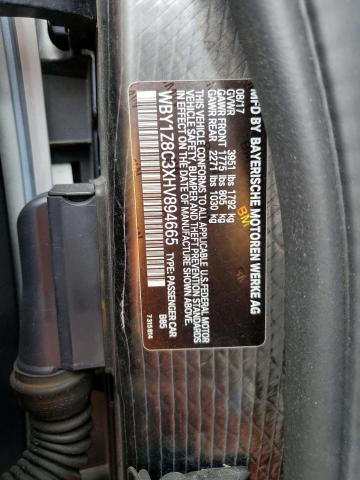 MFD BY BAYERISCHE MOTOREN WERKE AG
08/17
GVWR 3951 lbs 1792 kg
GAWR FRONT 1775 lbs 805 kg
GAWR REAR 2271 lbs 1030 kg
THIS VEHICLE CONFORMS TO ALL APPLICABLE U.S.FEDERAL MOTOR
VEHICLE SAFETY, BUMPER AND THEFT PREVENTION STANDARDS
IN EFFECT ON THE DATE OF MANUFACTURE SHOWN ABOVE.
WBY1Z8C3XHV894665 TYPE: PASSENGER CAR
B85
7315814